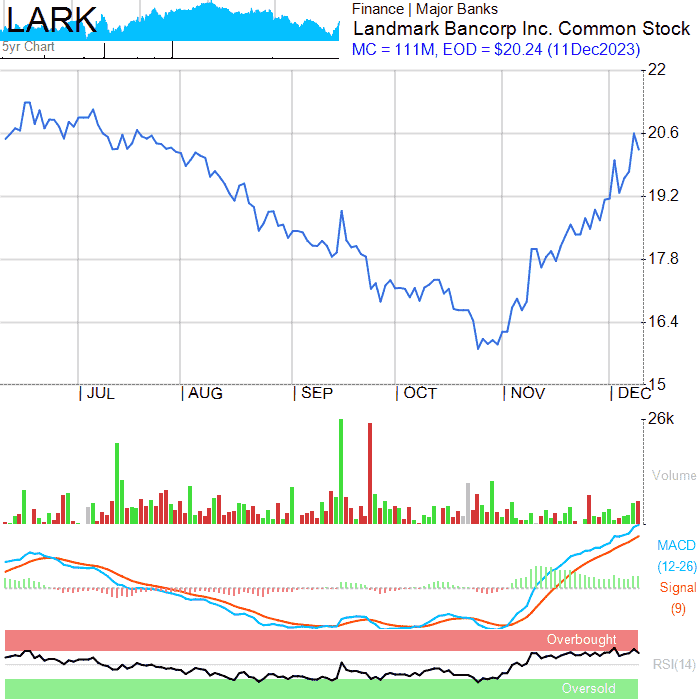 LARK
5yr Chart
Finance | Major Banks
Landmark Bancorp Inc. Common Stock
MC = 111M, EOD = $20.24 (11Dec2023)
22
20.6
19.2
17.8
16.4
15
JUL
AUG
SEP
OCT
NOV
DEC
26k
Volume
MACD
(12-26)
Signal
(9)
Overbought
RSI(14)
Oversold